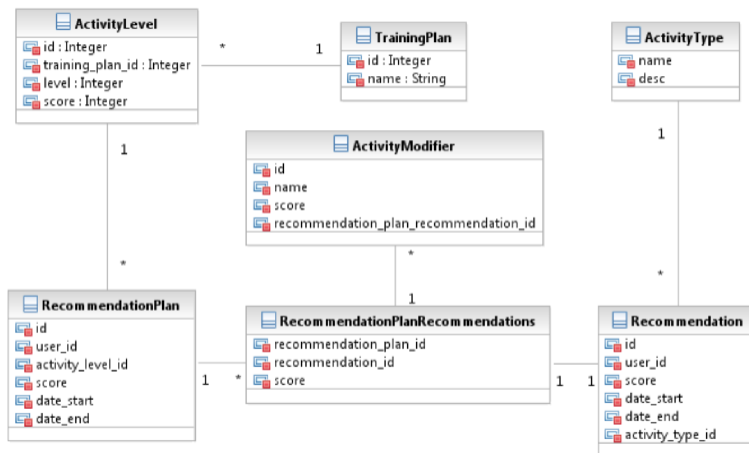 ActivityLevel
id : Integer
training_plan_id : Integer
level : Integer
score : Integer
*
1
TrainingPlan
id : Integer
name : String
ActivityType
name
desc
1
1
ActivityModifier
id
name
score
recommendation_plan_recommendation_id
*
*
*
1
RecommendationPlan
id
user_id
activity_level_id
score
date_start
date_end
1
*
RecommendationPlanRecommendations
recommendation_plan_id
recommendation_id
score
1
1
Recommendation
id
user_id
score
date_start
date_end
activity_type_id